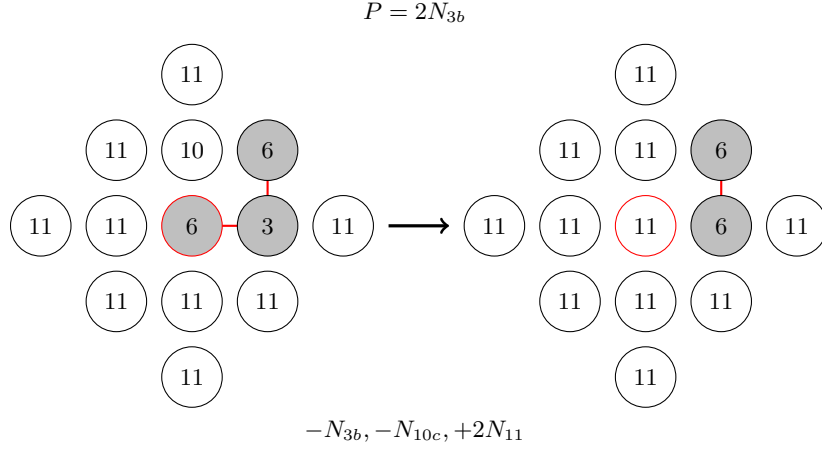 P = 2N_{3b}
11 11
11 10 6 11 11 6
11 11 6 3 11 11 11 11 6 11
11 11 11 11 11 11
11 11
−N_{3b}, −N_{10c}, +2N_{11}